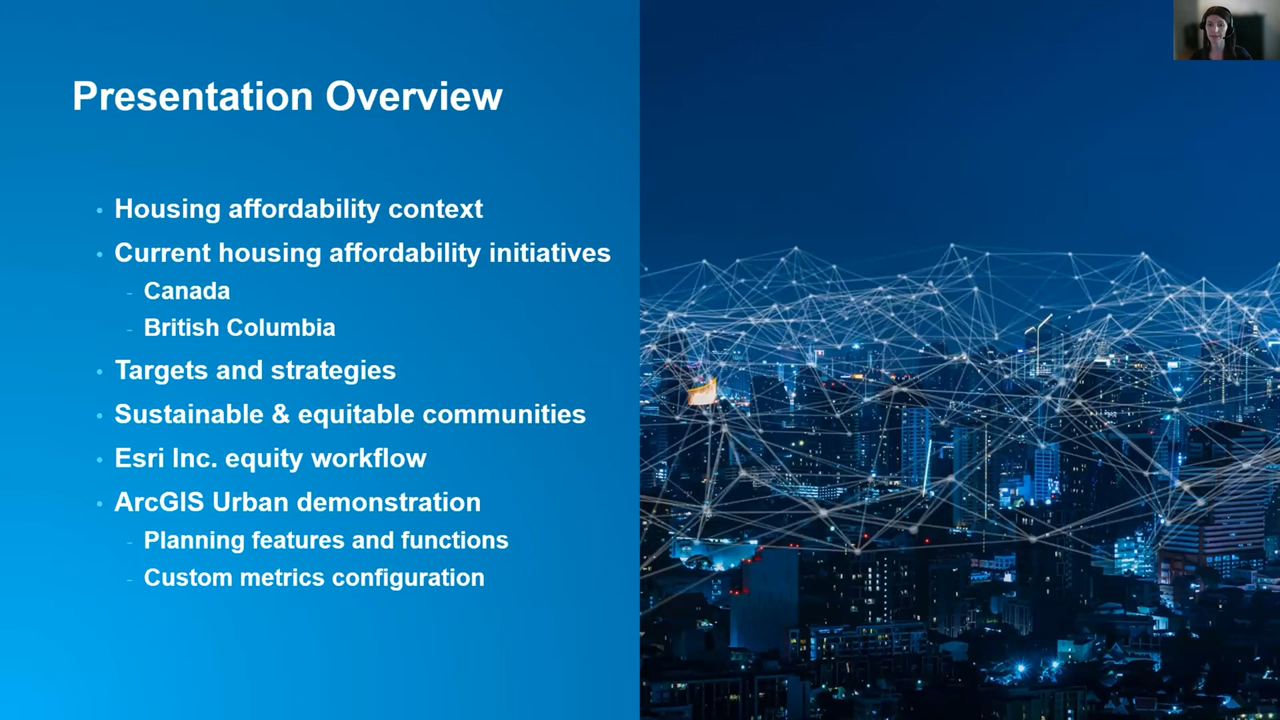 Presentation Overview
• Housing affordability context
• Current housing affordability initiatives
- Canada
- British Columbia
• Targets and strategies
• Sustainable & equitable communities
• Esri Inc. equity workflow
• ArcGIS Urban demonstration
- Planning features and functions
- Custom metrics configuration